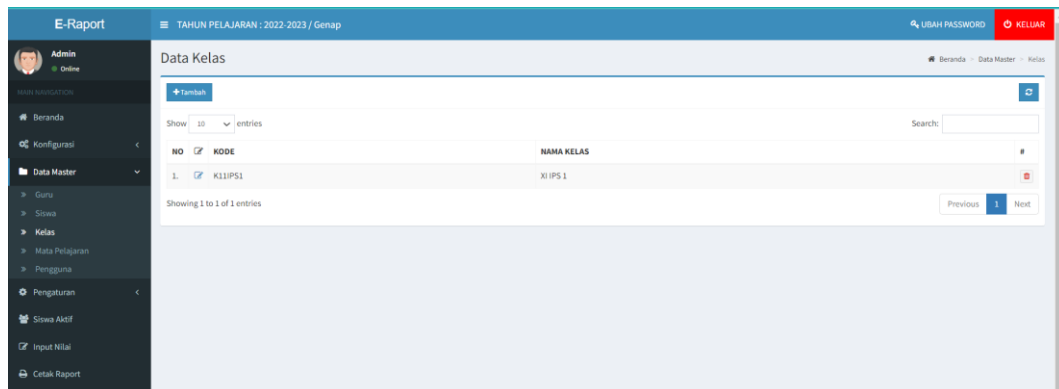 E-Raport
TAHUN PELAJARAN : 2022-2023 / Genap
UBAH PASSWORD
KELUAR
Admin
Online
MAIN NAVIGATION
Beranda
Konfigurasi
Data Master
Guru
Siswa
Kelas
Mata Pelajaran
Pengguna
Pengaturan
Siswa Aktif
Input Nilai
Cetak Raport
Data Kelas
Beranda > Data Master > Kelas
+Tambah
Show 10 entries
Search:
NO KODE NAMA KELAS #
1. K11IPS1 XI IPS 1
Showing 1 to 1 of 1 entries
Previous 1 Next